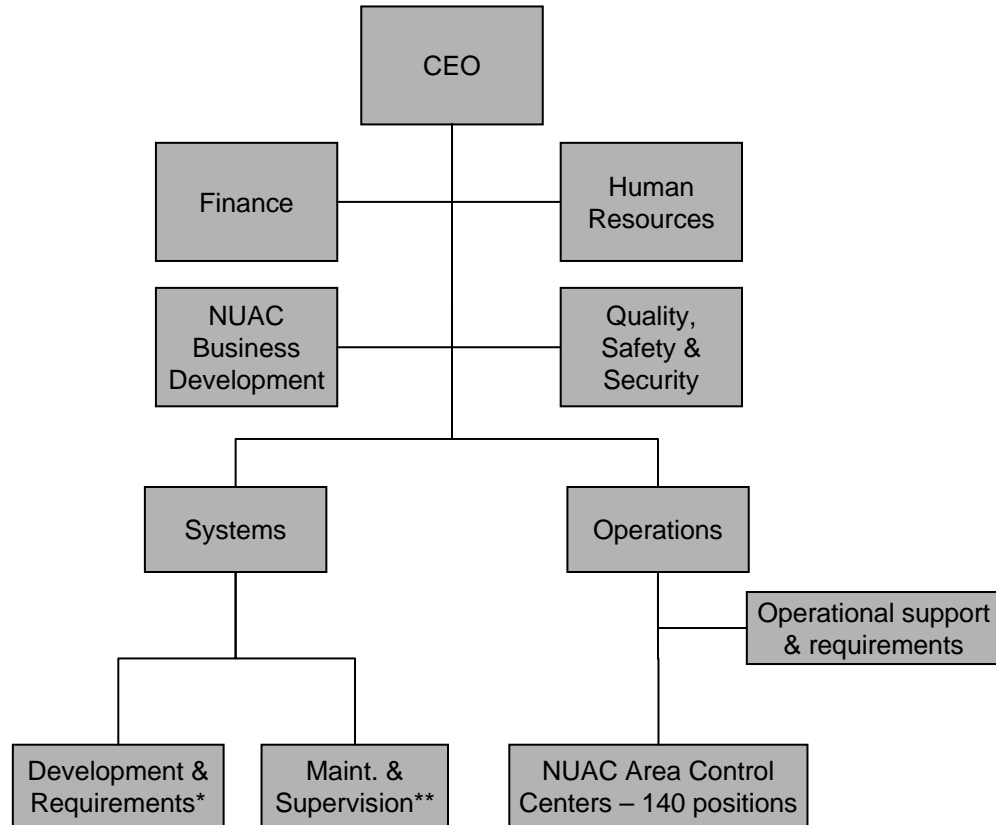 CEO
Finance
Human
Resources
NUAC
Business
Development
Quality,
Safety &
Security
Systems
Operations
Operational support
& requirements
Development &
Requirements*
Maint. &
Supervision**
NUAC Area Control
Centers – 140 positions